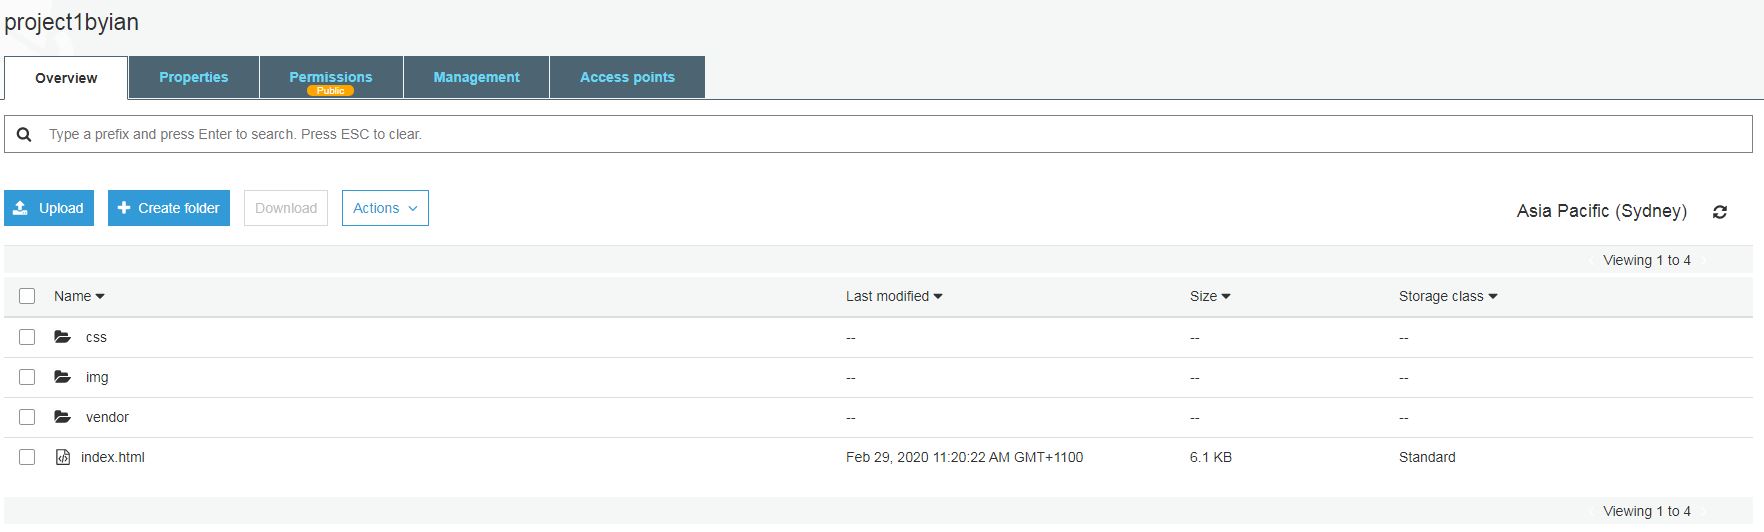 project1byian
Overview Properties Permissions Management Access points
Public
Type a prefix and press Enter to search. Press ESC to clear.
Upload Create folder Download Actions
Asia Pacific (Sydney)
Viewing 1 to 4
Name Last modified Size Storage class
css -- -- --
img -- -- --
vendor -- -- --
index.html Feb 29, 2020 11:20:22 AM GMT+1100 6.1 KB Standard
Viewing 1 to 4